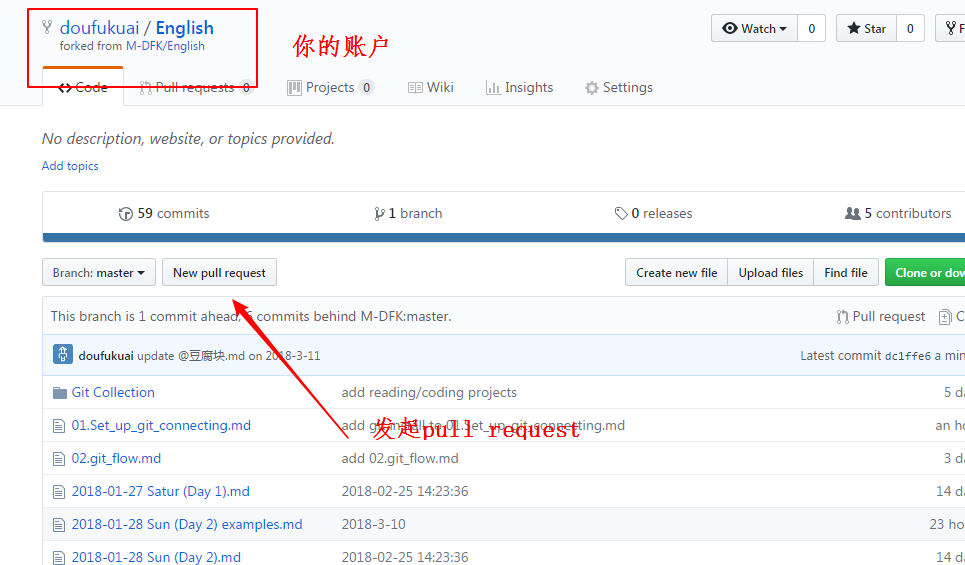 doufukuai / English
forked from M-DFK/English
你的账户
Watch 0 Star 0 F
Code Pull requests 0 Projects 0 Wiki Insights Settings
No description, website, or topics provided.
Add topics
59 commits 1 branch 0 releases 5 contributors
Branch: master New pull request Create new file Upload files Find file Clone or dow
This branch is 1 commit ahead, commits behind M-DFK:master. Pull request C
doufukuai update @豆腐块.md on 2018-3-11 Latest commit dc1ffe6 a min
Git Collection add reading/coding projects 5 da
发起pull request
01.Set_up_git_connecting.md add to 01.Set_up_git_connecting.md an ho
02.git_flow.md add 02.git_flow.md 3 da
2018-01-27 Satur (Day 1).md 2018-02-25 14:23:36 14 d
2018-01-28 Sun (Day 2) examples.md 2018-3-10 23 ho
2018-01-28 Sun (Day 2).md 2018-02-25 14:23:36 14 d